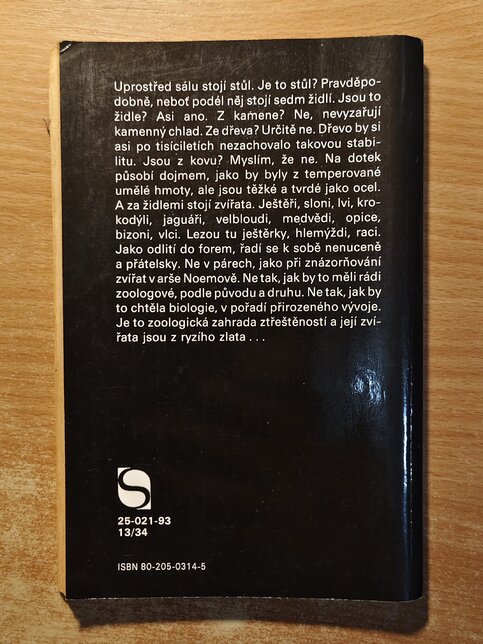 Uprostřed sálu stojí stůl. Je to stůl? Pravděpo-
dobně, neboť podél něj stojí sedm židlí. Jsou to
židle? Asi ano. Z kamene? Ne, nevyzařují
kamenný chlad. Ze dřeva? Určitě ne. Dřevo by si
asi po tisíciletích nezachovalo takovou stabi-
litu. Jsou z kovu? Myslím, že ne. Na dotek
působí dojmem, jako by byly z temperované
umělé hmoty, ale jsou těžké a tvrdé jako ocel.
A za židlemi stojí zvířata. Ještěři, sloni, lvi, kro-
kodýli, jaguáři, velbloudi, medvědi, opice,
bizoni, vlci. Lezou tu ještěrky, hlemýždi, raci.
Jako odlití do forem, řadí se k sobě nenuceně
a přátelsky. Ne v párech, jako při znázorňování
zvířat v arše Noemově. Ne tak, jak by to měli rádi
zoologové, podle původu a druhu. Ne tak, jak by
to chtěla biologie, v pořadí přirozeného vývoje.
Je to zoologická zahrada ztřeštěností a její zví-
řata jsou z ryzího zlata . . .
S
25-021-93
13/34
ISBN 80-205-0314-5